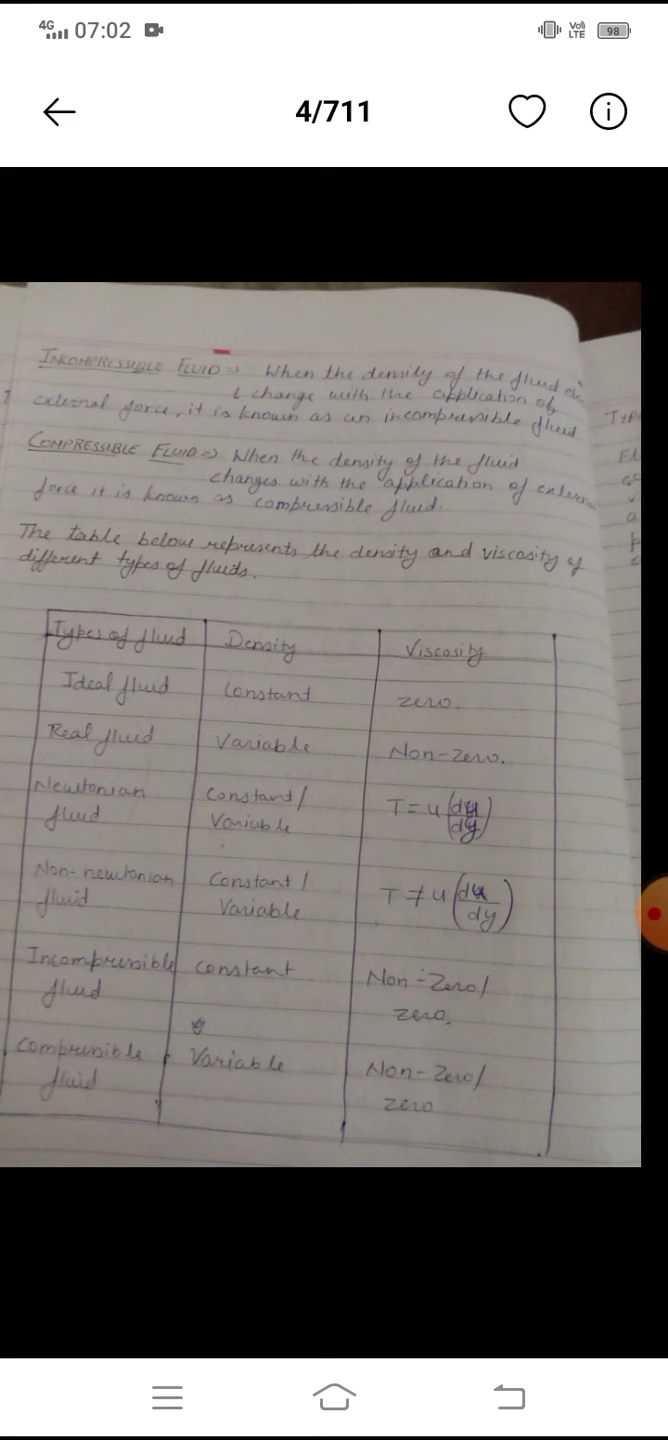 4G 07:02 Vo) LTE 98
4/711
INCOMPRESSIBLE FLUID => When the density of the fluid
change with the application of
external force, it is known as an incompressible fluid
COMPRESSIBLE FLUID => When the density of the fluid
changes with the application of
force it is known as compressible fluid.
The table below represents the density and viscosity of
different types of fluids.
Types of fluid Density Viscosity
Ideal fluid Constant zero.
Real fluid Variable Non-Zero.
Newtonian fluid Constant/ Variable T = u (du/dy)
Non-newtonian fluid Constant / Variable T ≠ u (du/dy)
Incompressible fluid constant Non-Zero/ zero.
Compressible fluid Variable Non-Zero/ zero